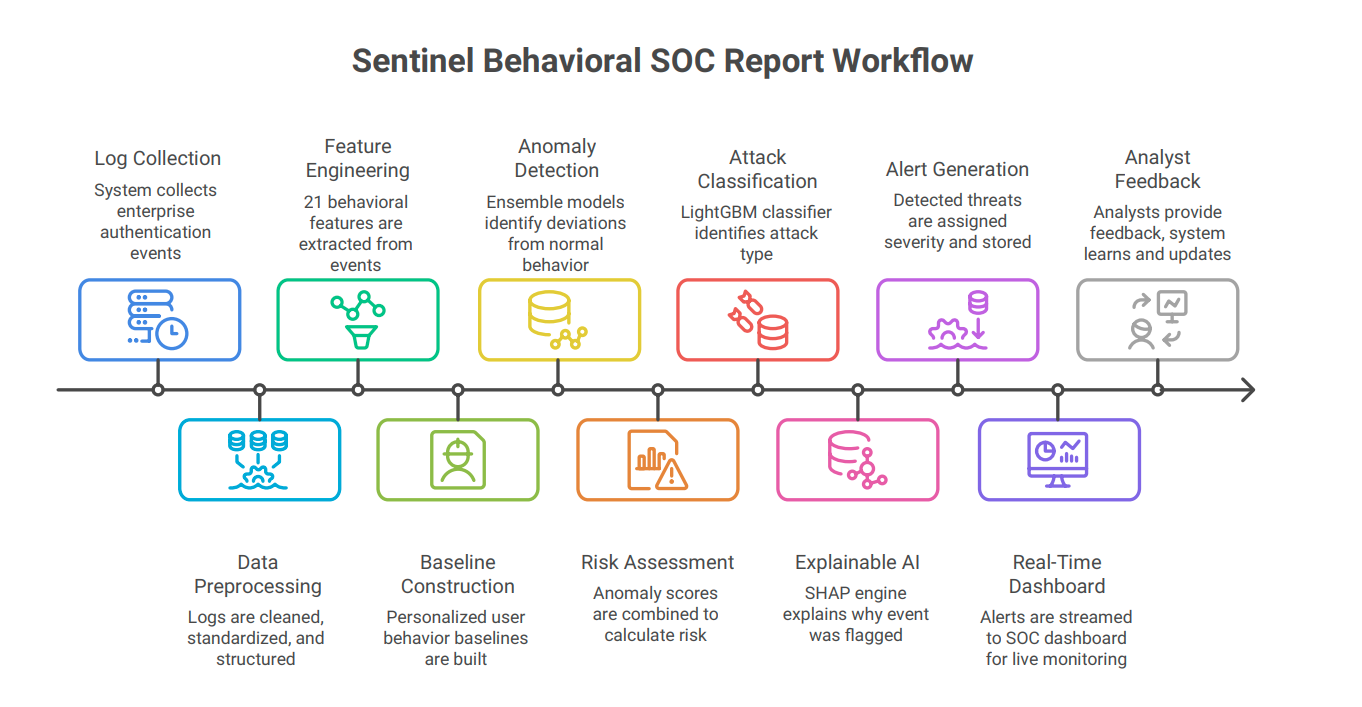 Sentinel Behavioral SOC Report Workflow
Log Collection
System collects
enterprise
authentication
events
Feature
Engineering
21 behavioral
features are
extracted from
events
Anomaly
Detection
Ensemble models
identify deviations
from normal
behavior
Attack
Classification
LightGBM classifier
identifies attack
type
Alert Generation
Detected threats
are assigned
severity and stored
Analyst
Feedback
Analysts provide
feedback, system
learns and updates
Data
Preprocessing
Logs are cleaned,
standardized, and
structured
Baseline
Construction
Personalized user
behavior baselines
are built
Risk Assessment
Anomaly scores
are combined to
calculate risk
Explainable AI
SHAP engine
explains why event
was flagged
Real-Time
Dashboard
Alerts are streamed
to SOC dashboard
for live monitoring